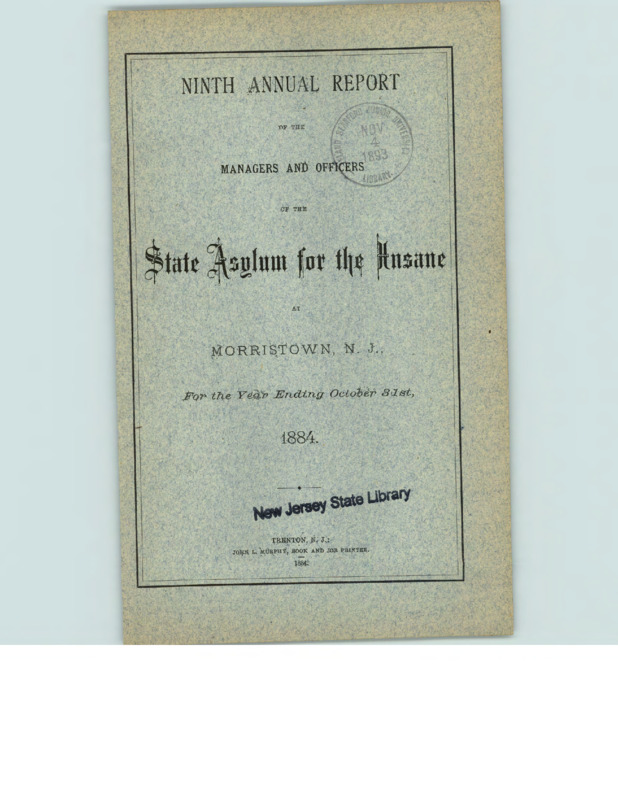 NINTH ANNUAL REPORT
OF THE
NOV
4
1893
LIBRARY
MANAGERS AND OFFICERS
OF THE
State Asylum for the Insane
AT
MORRISTOWN, N. J.,
For the Year Ending October 31st,
1884.
New Jersey State Library
TRENTON, N. J.:
JOHN L. MURPHY, BOOK AND JOB PRINTER.
1884.